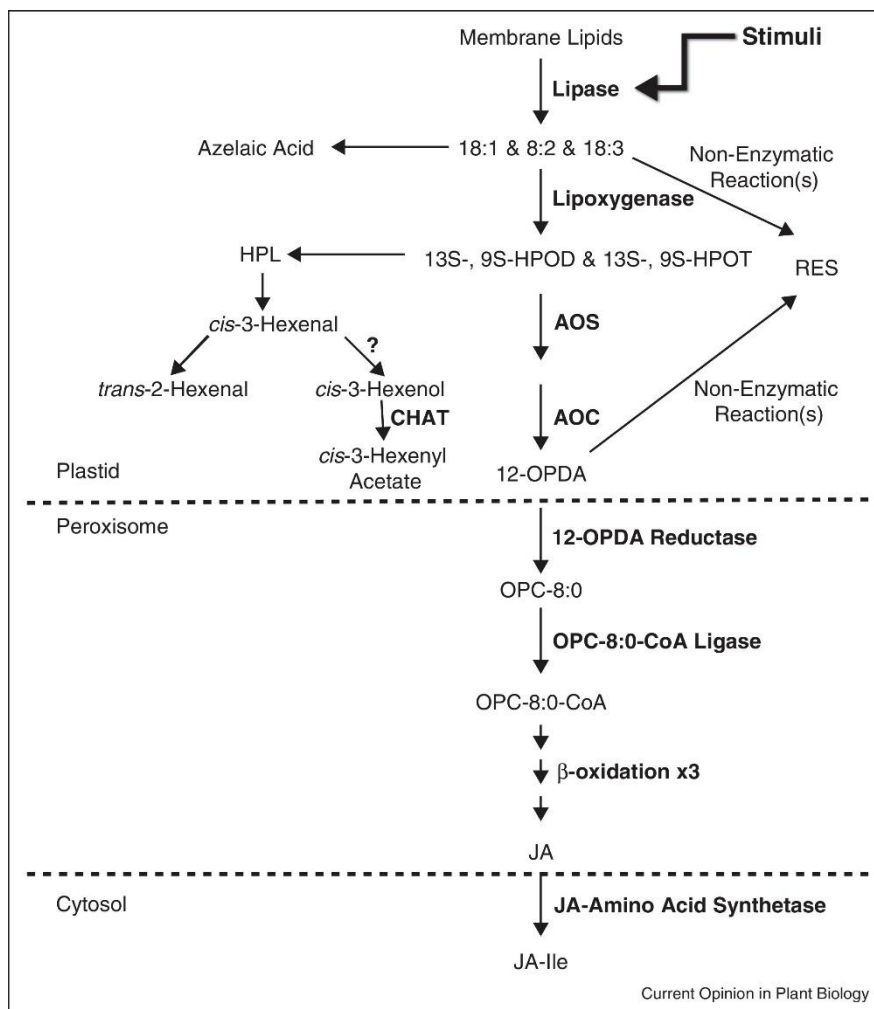 Membrane Lipids
Stimuli
Lipase
Azelaic Acid
18:1 & 8:2 & 18:3
Non-Enzymatic
Reaction(s)
Lipoxygenase
HPL
13S-, 9S-HPOD & 13S-, 9S-HPOT
RES
cis-3-Hexenal
AOS
?
trans-2-Hexenal
cis-3-Hexenol
Non-Enzymatic
Reaction(s)
CHAT
AOC
cis-3-Hexenyl
Acetate
Plastid
12-OPDA
Peroxisome
12-OPDA Reductase
OPC-8:0
OPC-8:0-CoA Ligase
OPC-8:0-CoA
β-oxidation x3
JA
Cytosol
JA-Amino Acid Synthetase
JA-Ile
Current Opinion in Plant Biology